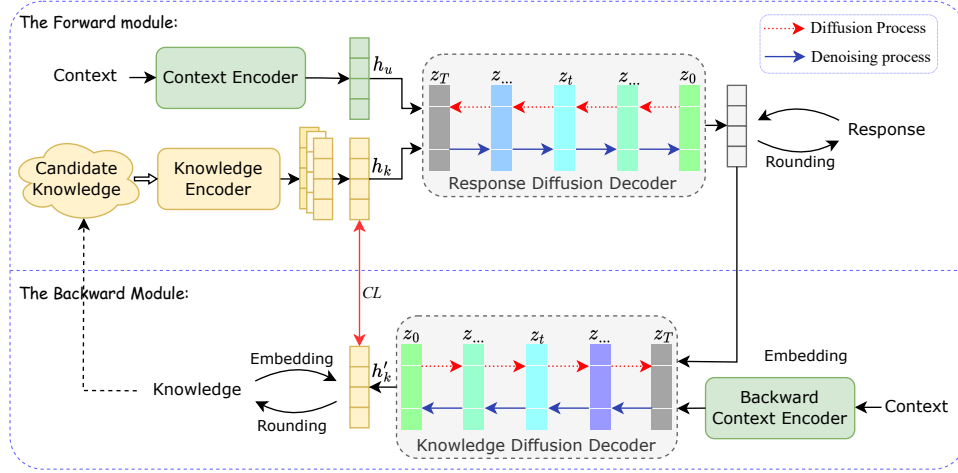 The Forward module:
Diffusion Process
Denoising process
Context
Context Encoder
h_u
z_T
z_...
z_t
z_...
z_0
Candidate
Knowledge
Knowledge
Encoder
h_k
Response Diffusion Decoder
Response
Rounding
The Backward Module:
CL
z_0
z_...
z_t
z_...
z_T
Embedding
Embedding
Knowledge
h'_k
Rounding
Backward
Context Encoder
Context
Knowledge Diffusion Decoder